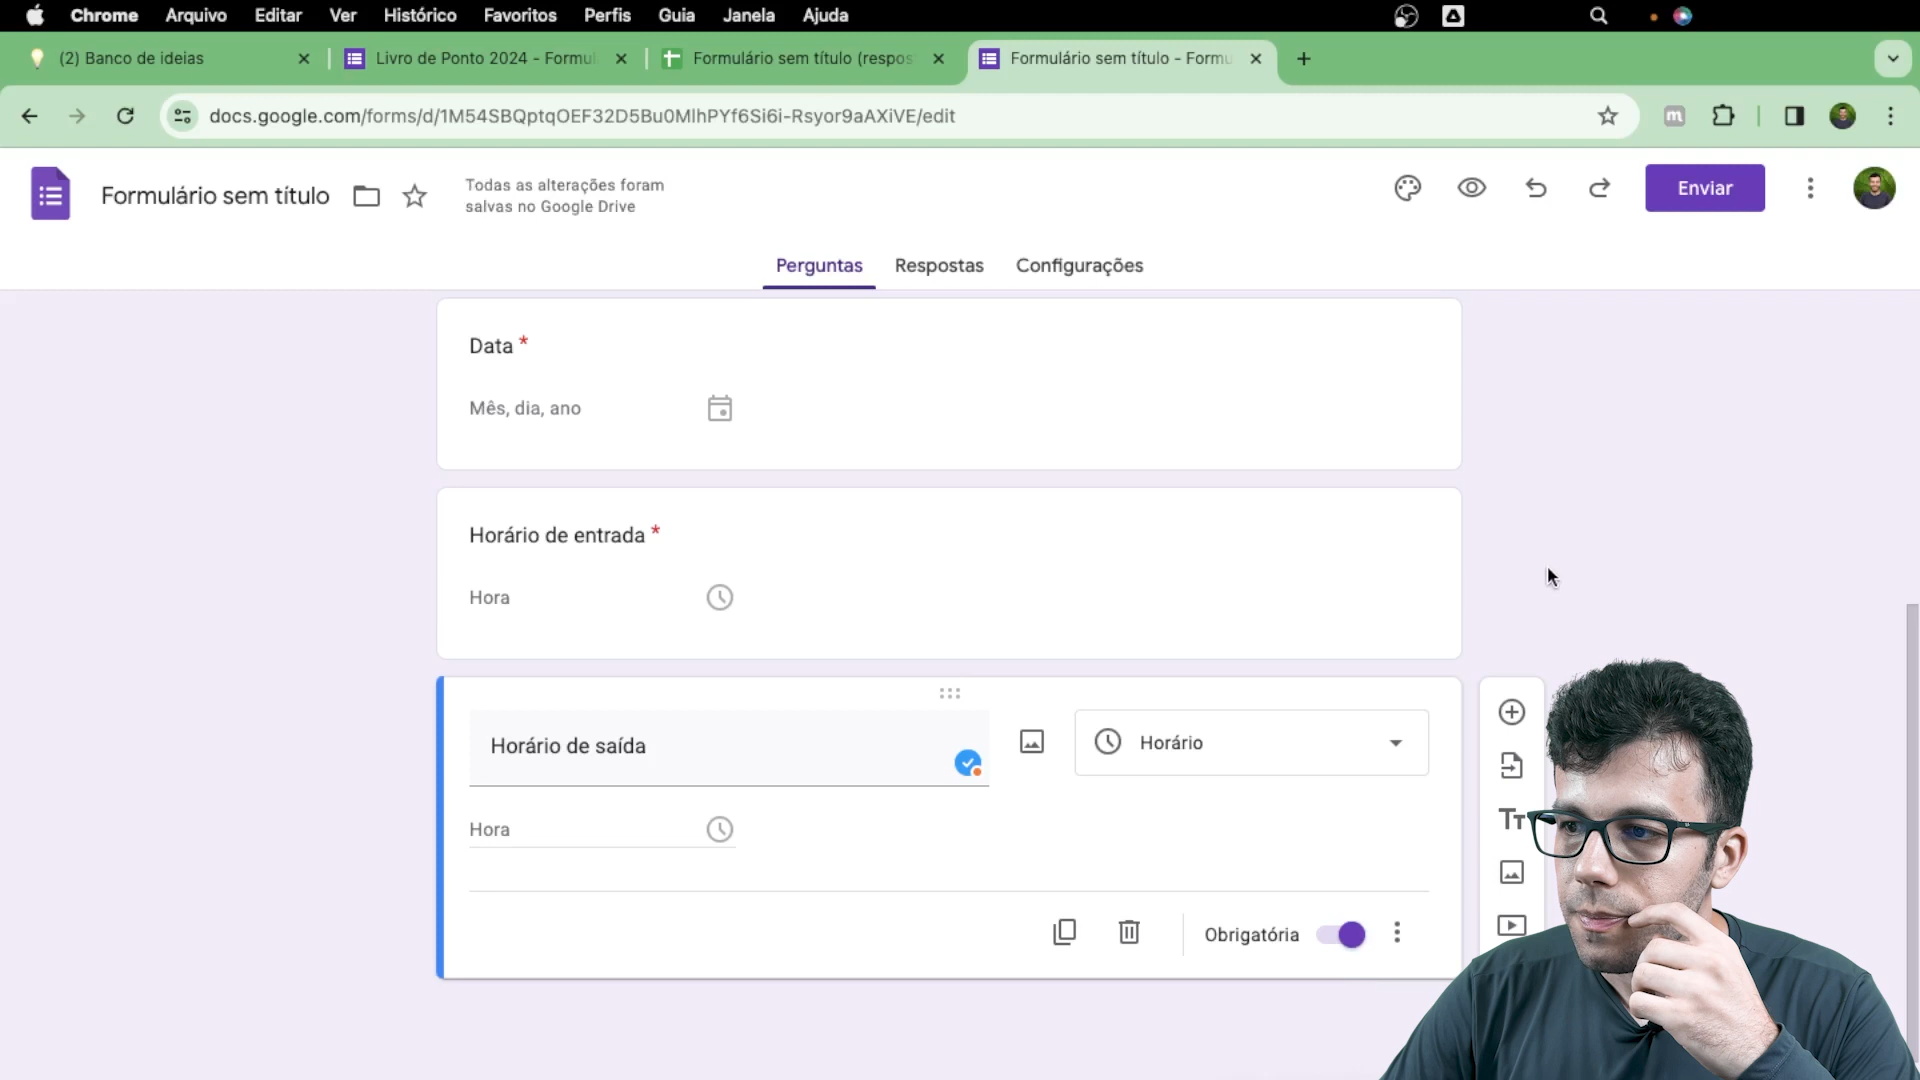 Chrome Arquivo Editar Ver Histórico Favoritos Perfis Guia Janela Ajuda
(2) Banco de ideias
Livro de Ponto 2024 - Formul
Formulário sem título (respos
Formulário sem título - Formu
docs.google.com/forms/d/1M54SBQptqOEF32D5Bu0MlhPYf6Si6i-Rsyor9aAXiVE/edit
m
Formulário sem título
Todas as alterações foram
salvas no Google Drive
Enviar
Perguntas Respostas Configurações
Data *
Mês, dia, ano
Horário de entrada *
Hora
Horário de saída
Horário
Hora
Tт
Obrigatória